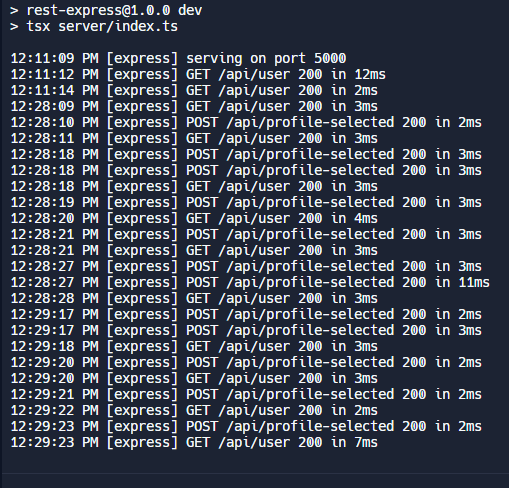 > rest-express@1.0.0 dev
> tsx server/index.ts
12:11:09 PM [express] serving on port 5000
12:11:12 PM [express] GET /api/user 200 in 12ms
12:11:14 PM [express] GET /api/user 200 in 2ms
12:28:09 PM [express] GET /api/user 200 in 3ms
12:28:10 PM [express] POST /api/profile-selected 200 in 2ms
12:28:11 PM [express] GET /api/user 200 in 3ms
12:28:18 PM [express] POST /api/profile-selected 200 in 3ms
12:28:18 PM [express] POST /api/profile-selected 200 in 3ms
12:28:18 PM [express] GET /api/user 200 in 3ms
12:28:19 PM [express] POST /api/profile-selected 200 in 3ms
12:28:20 PM [express] GET /api/user 200 in 4ms
12:28:21 PM [express] POST /api/profile-selected 200 in 3ms
12:28:21 PM [express] GET /api/user 200 in 3ms
12:28:27 PM [express] POST /api/profile-selected 200 in 3ms
12:28:27 PM [express] POST /api/profile-selected 200 in 11ms
12:28:28 PM [express] GET /api/user 200 in 3ms
12:29:17 PM [express] POST /api/profile-selected 200 in 2ms
12:29:17 PM [express] POST /api/profile-selected 200 in 3ms
12:29:18 PM [express] GET /api/user 200 in 3ms
12:29:20 PM [express] POST /api/profile-selected 200 in 2ms
12:29:20 PM [express] GET /api/user 200 in 3ms
12:29:21 PM [express] POST /api/profile-selected 200 in 2ms
12:29:22 PM [express] GET /api/user 200 in 2ms
12:29:23 PM [express] POST /api/profile-selected 200 in 2ms
12:29:23 PM [express] GET /api/user 200 in 7ms